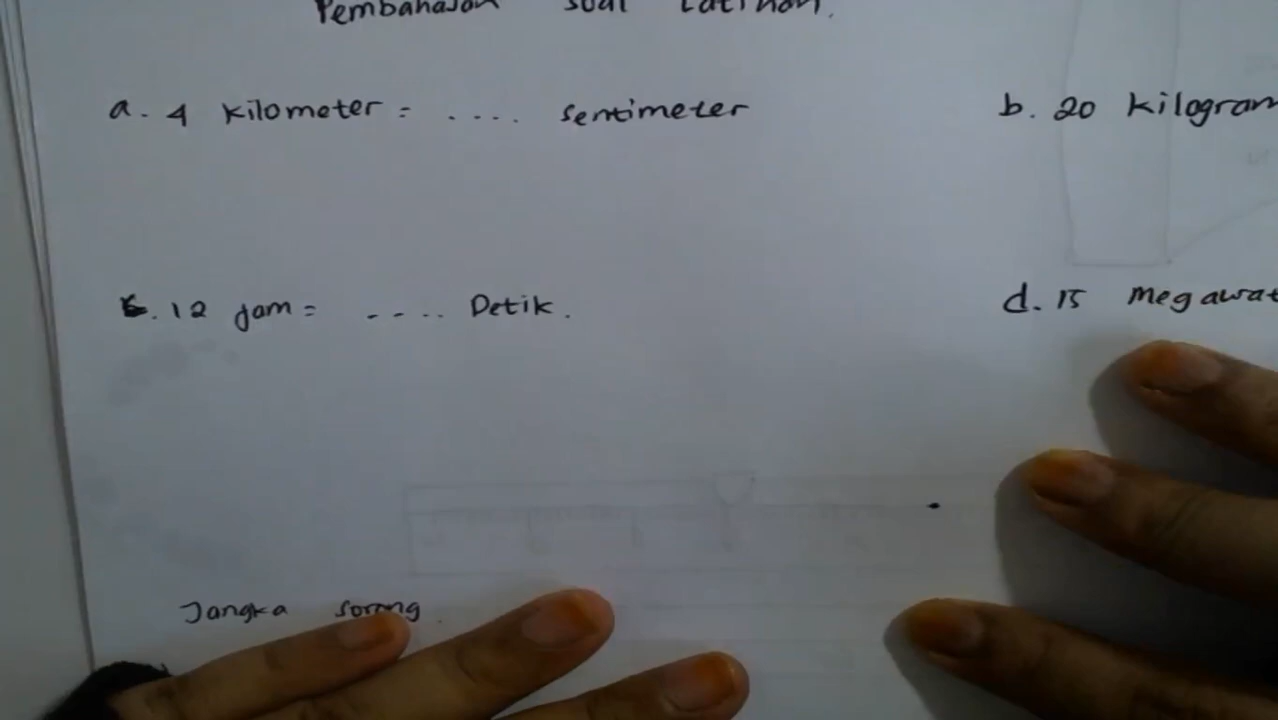 Pembahasan soal Latihan.
a. 4 kilometer = .... sentimeter
b. 20 kilogram
c. 12 jam = .... Detik.
d. 15 Megawat
Jangka sorong.